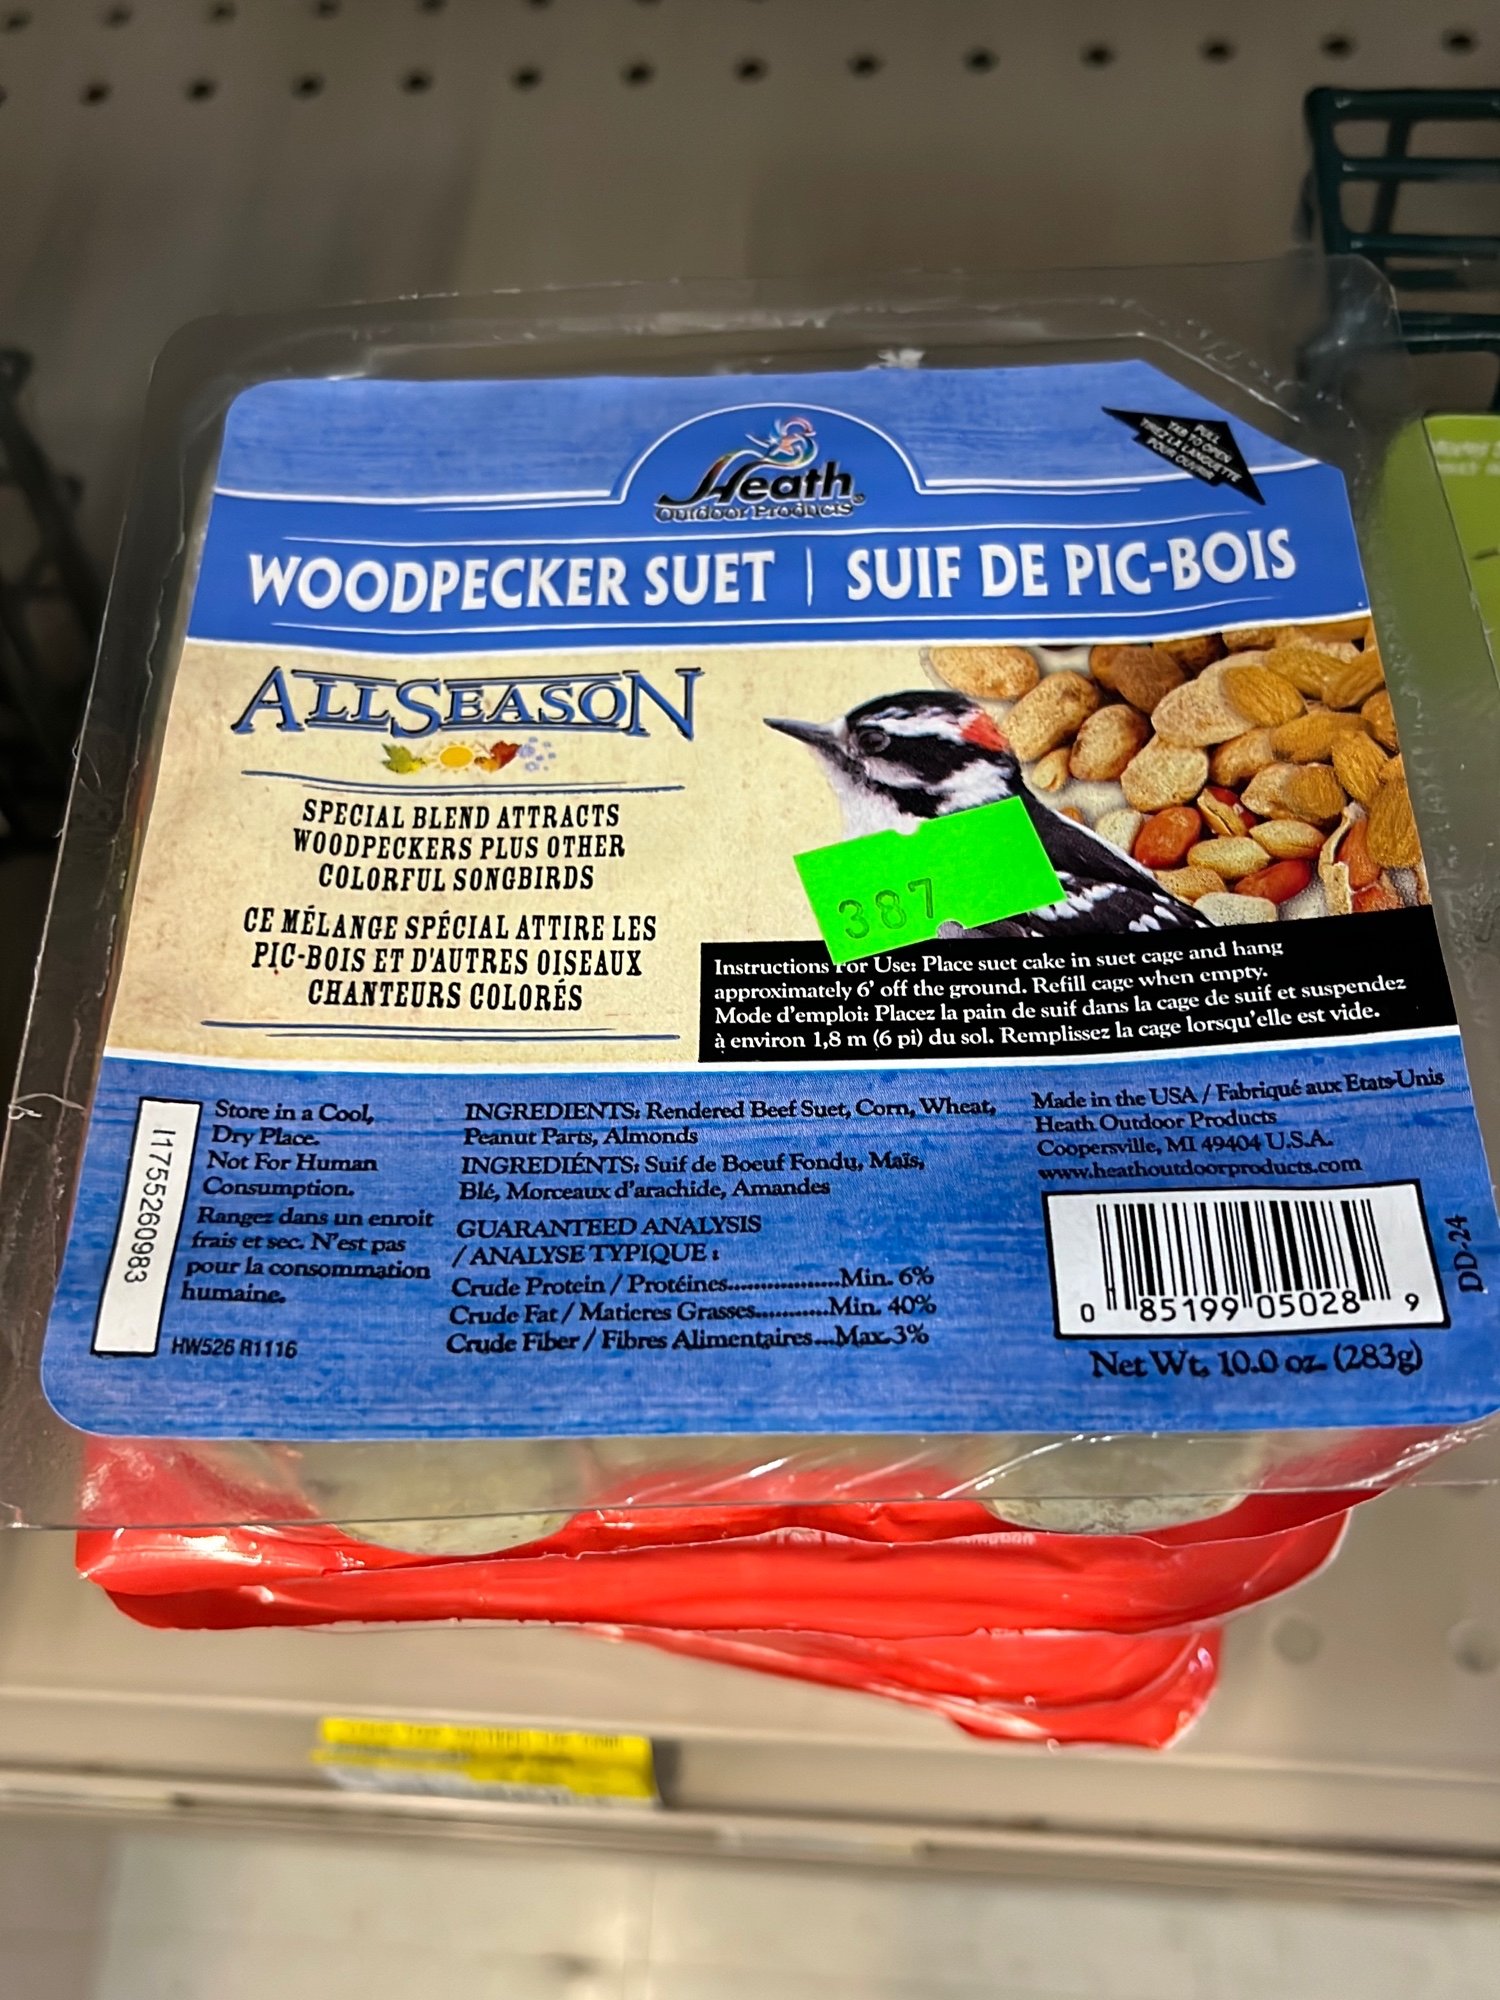 Heath
Outdoor Products
PULL
TAB TO OPEN
TIREZ LA LANGUETTE
POUR OUVRIR
WOODPECKER SUET | SUIF DE PIC-BOIS
ALLSEASON
SPECIAL BLEND ATTRACTS
WOODPECKERS PLUS OTHER
COLORFUL SONGBIRDS
CE MÉLANGE SPÉCIAL ATTIRE LES
PIC-BOIS ET D'AUTRES OISEAUX
CHANTEURS COLORÉS
387
Instructions For Use: Place suet cake in suet cage and hang
approximately 6' off the ground. Refill cage when empty.
Mode d'emploi: Placez la pain de suif dans la cage de suif et suspendez
à environ 1,8 m (6 pi) du sol. Remplissez la cage lorsqu'elle est vide.
I1755260983
Store in a Cool,
Dry Place.
Not For Human
Consumption.
Rangez dans un enroit
frais et sec. N'est pas
pour la consommation
humaine.
HW526 R1116
INGREDIENTS: Rendered Beef Suet, Corn, Wheat,
Peanut Parts, Almonds
INGREDIÉNTS: Suif de Boeuf Fondu, Maïs,
Blé, Morceaux d'arachide, Amandes
GUARANTEED ANALYSIS
/ ANALYSE TYPIQUE :
Crude Protein / Protéines...................Min. 6%
Crude Fat / Matieres Grasses............Min. 40%
Crude Fiber / Fibres Alimentaires....Max. 3%
Made in the USA / Fabriqué aux Etats-Unis
Heath Outdoor Products
Coopersville, MI 49404 U.S.A.
www.heathoutdoorproducts.com
0 85199 05028 9
DD-24
Net Wt. 10.0 oz. (283g)